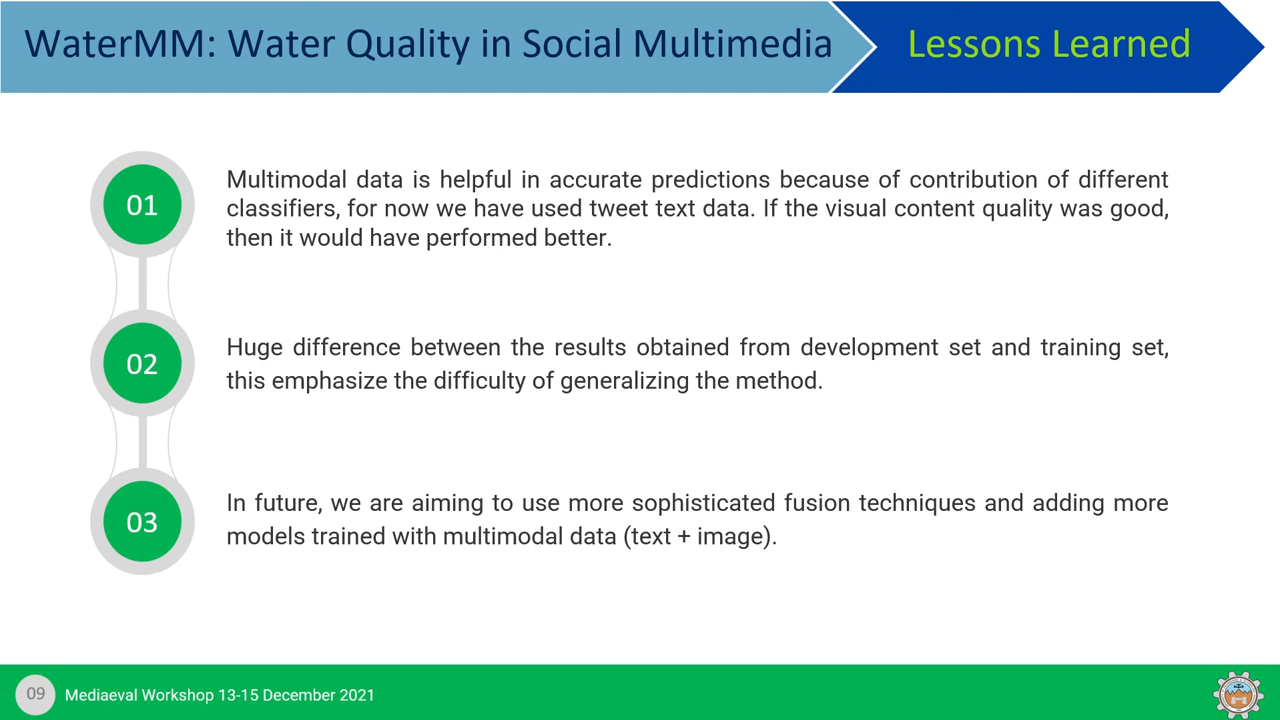 WaterMM: Water Quality in Social Multimedia
Lessons Learned
01
Multimodal data is helpful in accurate predictions because of contribution of different
classifiers, for now we have used tweet text data. If the visual content quality was good,
then it would have performed better.
02
Huge difference between the results obtained from development set and training set,
this emphasize the difficulty of generalizing the method.
03
In future, we are aiming to use more sophisticated fusion techniques and adding more
models trained with multimodal data (text + image).
09
Mediaeval Workshop 13-15 December 2021